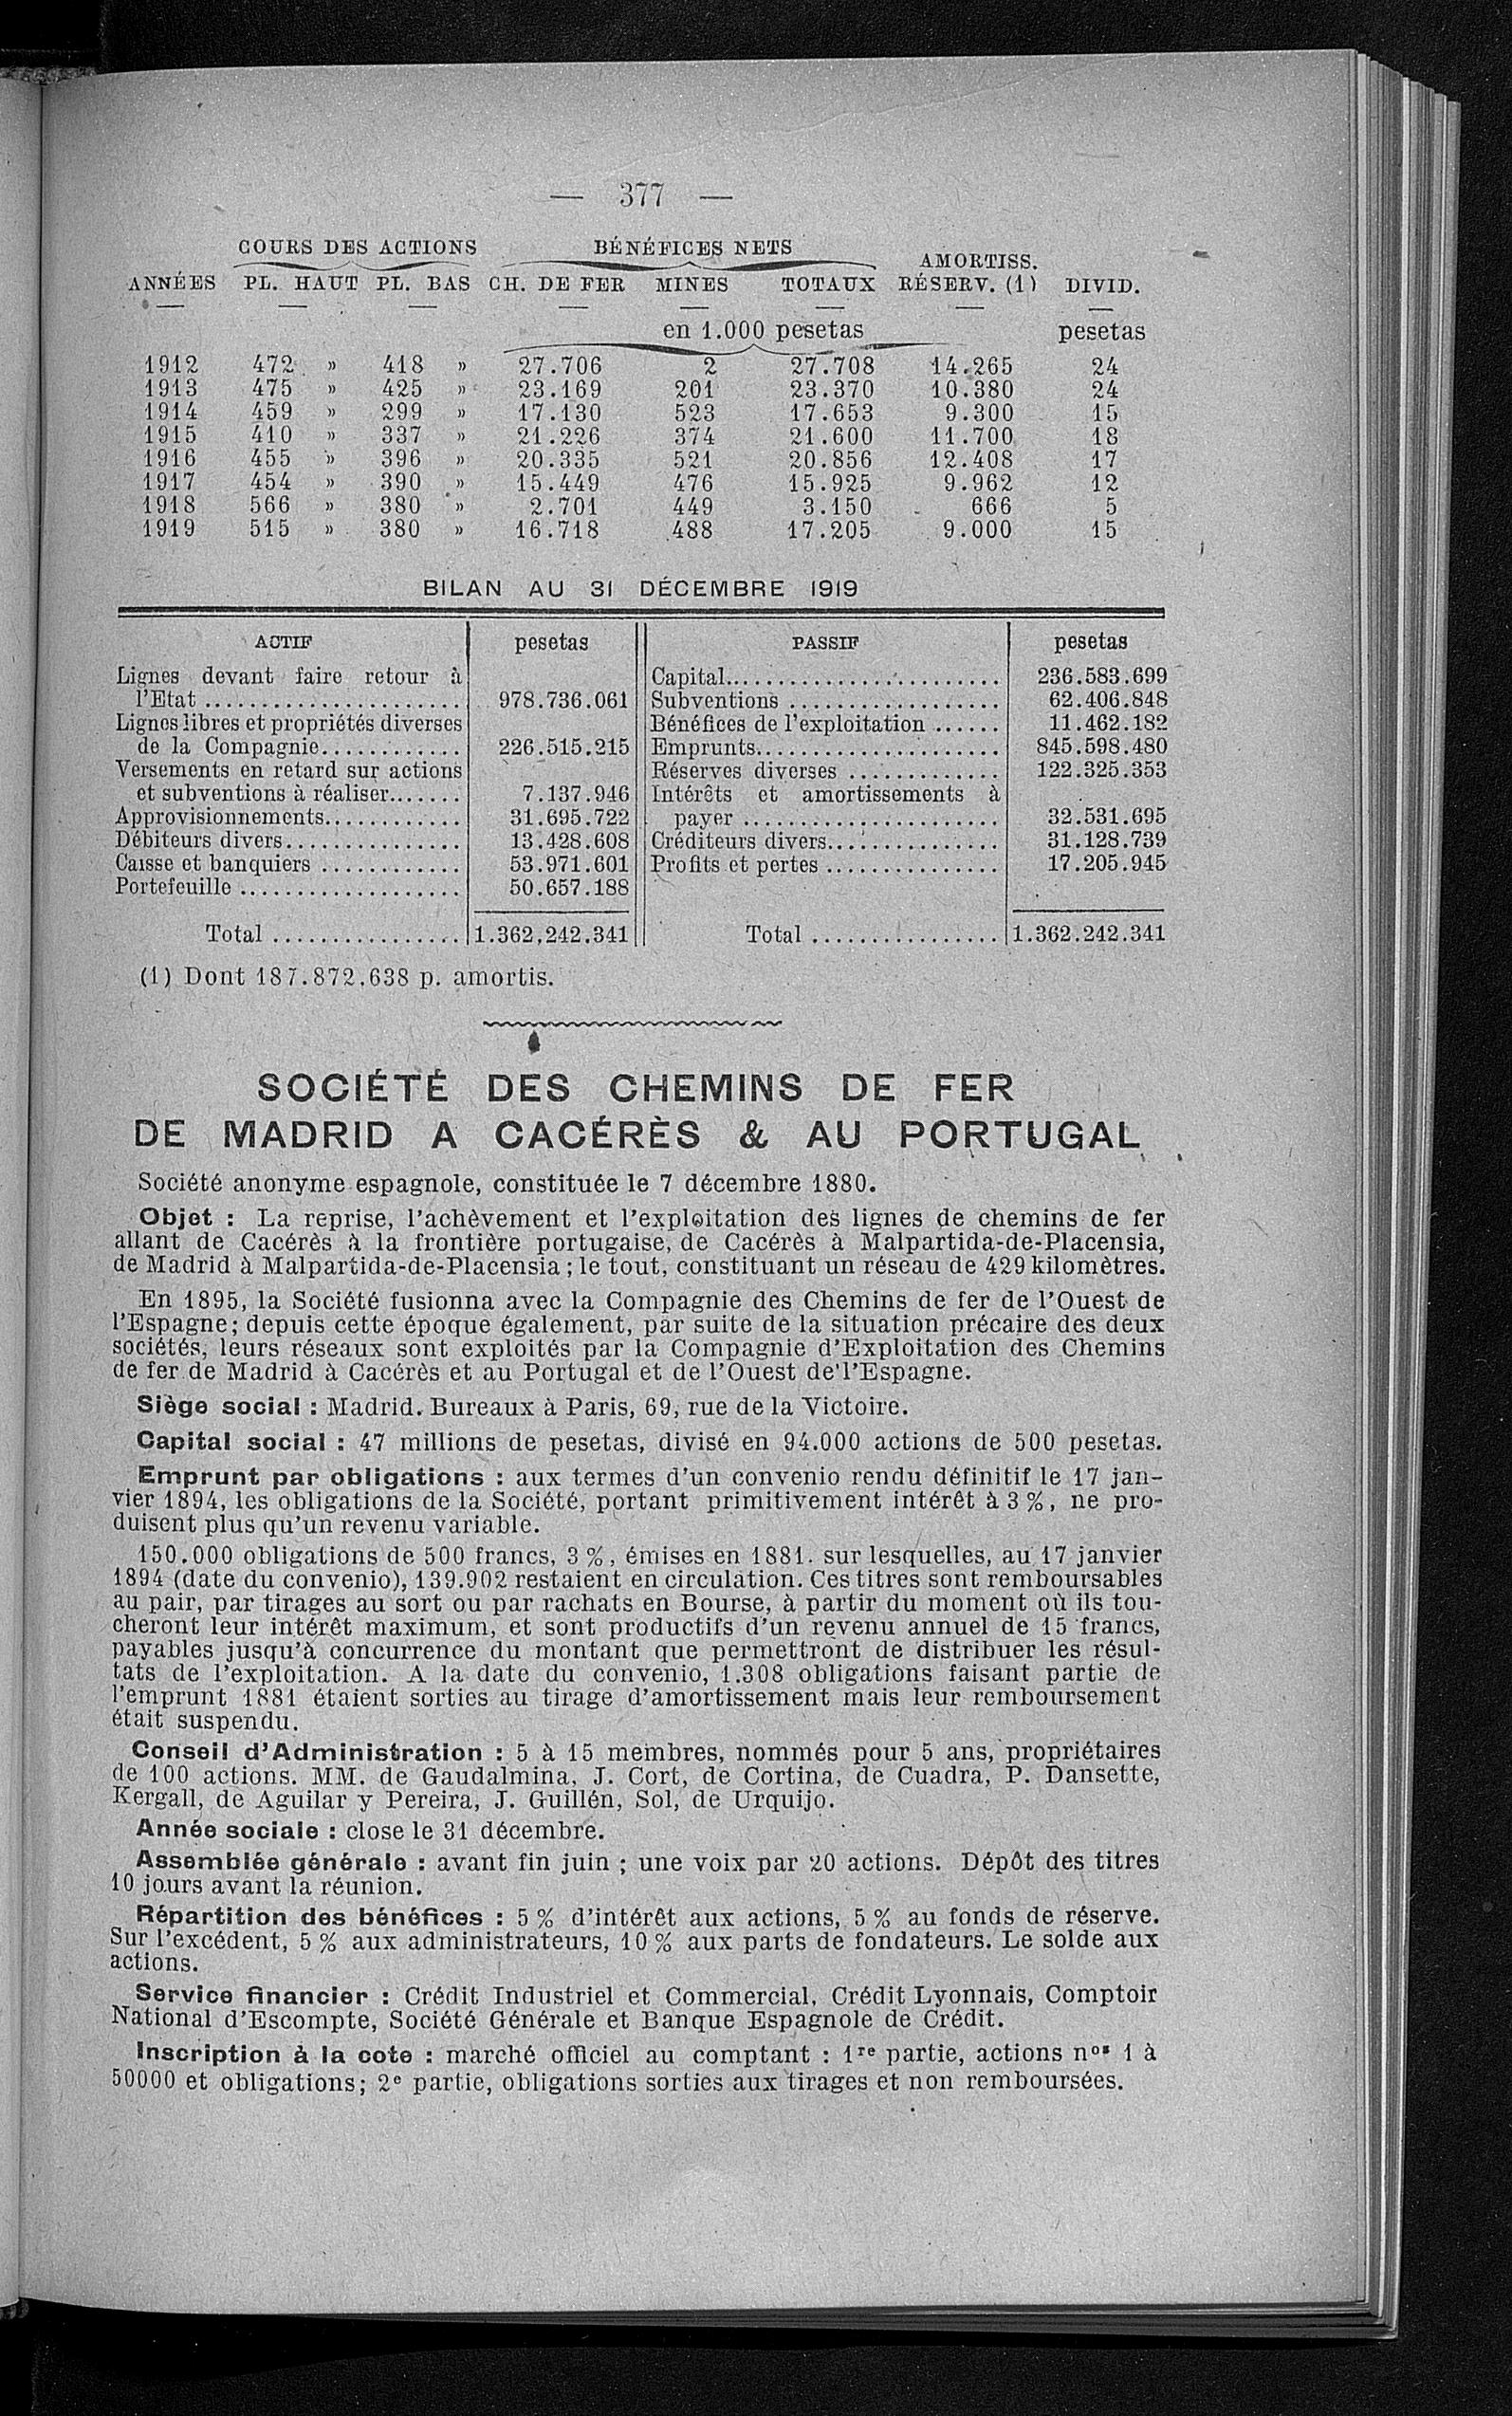 — 377 —
COURS DES ACTIONS BÉNÉFICES NETS AMORTISS.
ANNÉES PL. HAUT PL. BAS CH. DE FER MINES TOTAUX RÉSERV. (1) DIVID.
en 1.000 pesetas pesetas
1912 472 » 418 » 27.706 2 27.708 14.265 24
1913 475 » 425 » 23.169 201 23.370 10.380 24
1914 459 » 299 » 17.130 523 17.653 9.300 15
1915 410 » 337 » 21.226 374 21.600 11.700 18
1916 455 » 396 » 20.335 521 20.856 12.408 17
1917 454 » 390 » 15.449 476 15.925 9.962 12
1918 566 » 380 » 2.701 449 3.150 666 5
1919 515 » 380 » 16.718 488 17.205 9.000 15
BILAN AU 31 DÉCEMBRE 1919
ACTIF pesetas PASSIF pesetas
Lignes devant faire retour à Capital......................... 236.583.699
l'Etat ...................... 978.736.061 Subventions .................. 62.406.848
Lignes libres et propriétés diverses Bénéfices de l'exploitation ...... 11.462.182
de la Compagnie............ 226.515.215 Emprunts..................... 845.598.480
Versements en retard sur actions Réserves diverses ............. 122.325.353
et subventions à réaliser....... 7.137.946 Intérêts et amortissements à
Approvisionnements............ 31.695.722 payer ...................... 32.531.695
Débiteurs divers............... 13.428.608 Créditeurs divers............... 31.128.739
Caisse et banquiers ............ 53.971.601 Profits et pertes ............... 17.205.945
Portefeuille ................... 50.657.188
Total ................ 1.362.242.341 Total ................ 1.362.242.341
(1) Dont 187.872.638 p. amortis.
SOCIÉTÉ DES CHEMINS DE FER
DE MADRID A CACÉRÈS & AU PORTUGAL
Société anonyme espagnole, constituée le 7 décembre 1880.
Objet : La reprise, l'achèvement et l'exploitation des lignes de chemins de fer
allant de Cacérès à la frontière portugaise, de Cacérès à Malpartida-de-Placensia,
de Madrid à Malpartida-de-Placensia ; le tout, constituant un réseau de 429 kilomètres.
En 1895, la Société fusionna avec la Compagnie des Chemins de fer de l'Ouest de
l'Espagne; depuis cette époque également, par suite de la situation précaire des deux
sociétés, leurs réseaux sont exploités par la Compagnie d'Exploitation des Chemins
de fer de Madrid à Cacérès et au Portugal et de l'Ouest de l'Espagne.
Siège social : Madrid. Bureaux à Paris, 69, rue de la Victoire.
Capital social : 47 millions de pesetas, divisé en 94.000 actions de 500 pesetas.
Emprunt par obligations : aux termes d'un convenio rendu définitif le 17 jan-
vier 1894, les obligations de la Société, portant primitivement intérêt à 3 %, ne pro-
duisent plus qu'un revenu variable.
150.000 obligations de 500 francs, 3 %, émises en 1881. sur lesquelles, au 17 janvier
1894 (date du convenio), 139.902 restaient en circulation. Ces titres sont remboursables
au pair, par tirages au sort ou par rachats en Bourse, à partir du moment où ils tou-
cheront leur intérêt maximum, et sont productifs d'un revenu annuel de 15 francs,
payables jusqu'à concurrence du montant que permettront de distribuer les résul-
tats de l'exploitation. A la date du convenio, 1.308 obligations faisant partie de
l'emprunt 1881 étaient sorties au tirage d'amortissement mais leur remboursement
était suspendu.
Conseil d'Administration : 5 à 15 membres, nommés pour 5 ans, propriétaires
de 100 actions. MM. de Gaudalmina, J. Cort, de Cortina, de Cuadra, P. Dansette,
Kergall, de Aguilar y Pereira, J. Guillén, Sol, de Urquijo.
Année sociale : close le 31 décembre.
Assemblée générale : avant fin juin ; une voix par 20 actions. Dépôt des titres
10 jours avant la réunion.
Répartition des bénéfices : 5 % d'intérêt aux actions, 5 % au fonds de réserve.
Sur l'excédent, 5 % aux administrateurs, 10 % aux parts de fondateurs. Le solde aux
actions.
Service financier : Crédit Industriel et Commercial, Crédit Lyonnais, Comptoir
National d'Escompte, Société Générale et Banque Espagnole de Crédit.
Inscription à la cote : marché officiel au comptant : 1re partie, actions nos 1 à
50000 et obligations; 2e partie, obligations sorties aux tirages et non remboursées.